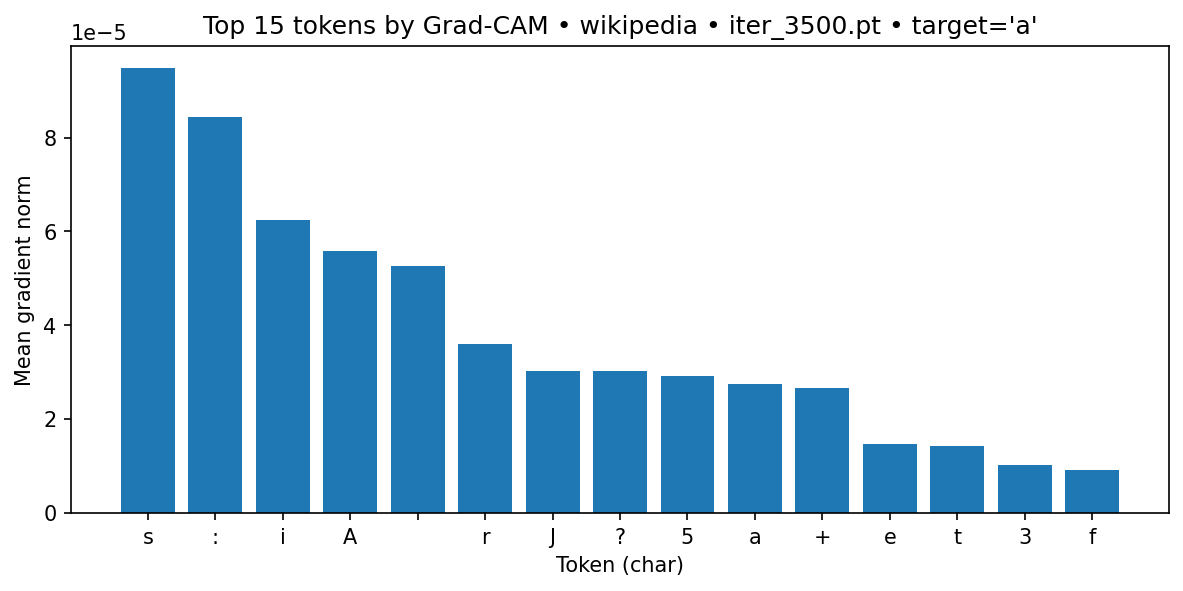 Top 15 tokens by Grad-CAM • wikipedia • iter_3500.pt • target='a'
1e−5
Mean gradient norm
8
6
4
2
0
s : i A r J ? 5 a + e t 3 f
Token (char)